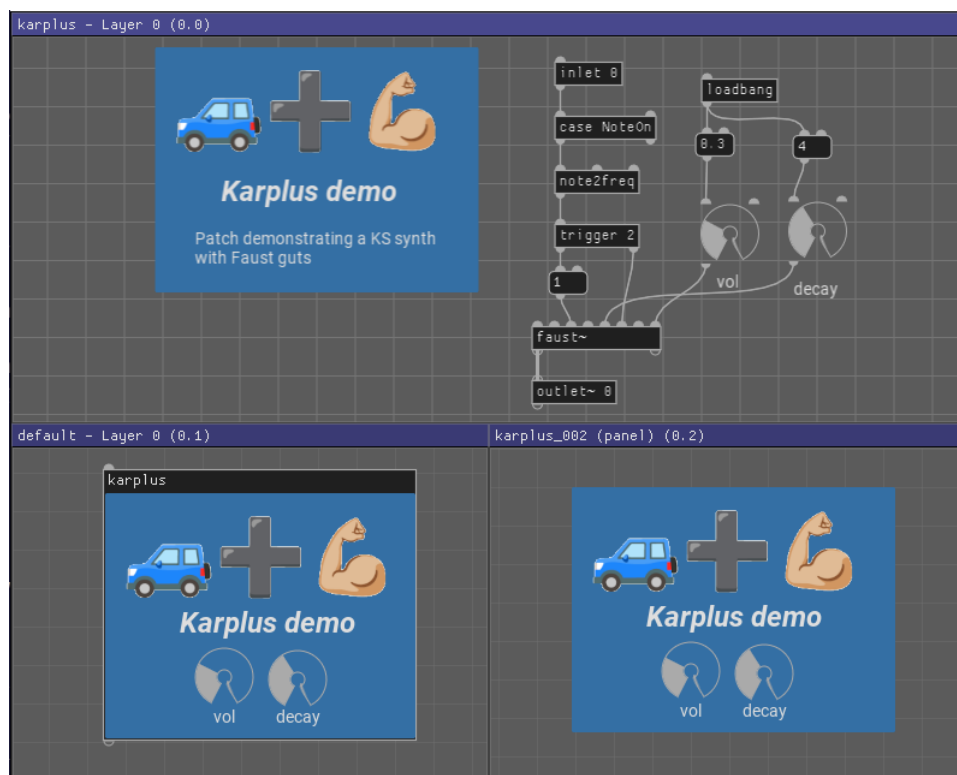 karplus - Layer 0 (0.0)
Karplus demo
Patch demonstrating a KS synth
with Faust guts
inlet 0
case NoteOn
note2freq
trigger 2
1
faust~
outlet~ 0
loadbang
0.3
4
vol
decay
default - Layer 0 (0.1)
karplus
Karplus demo
vol
decay
karplus_002 (panel) (0.2)
Karplus demo
vol
decay